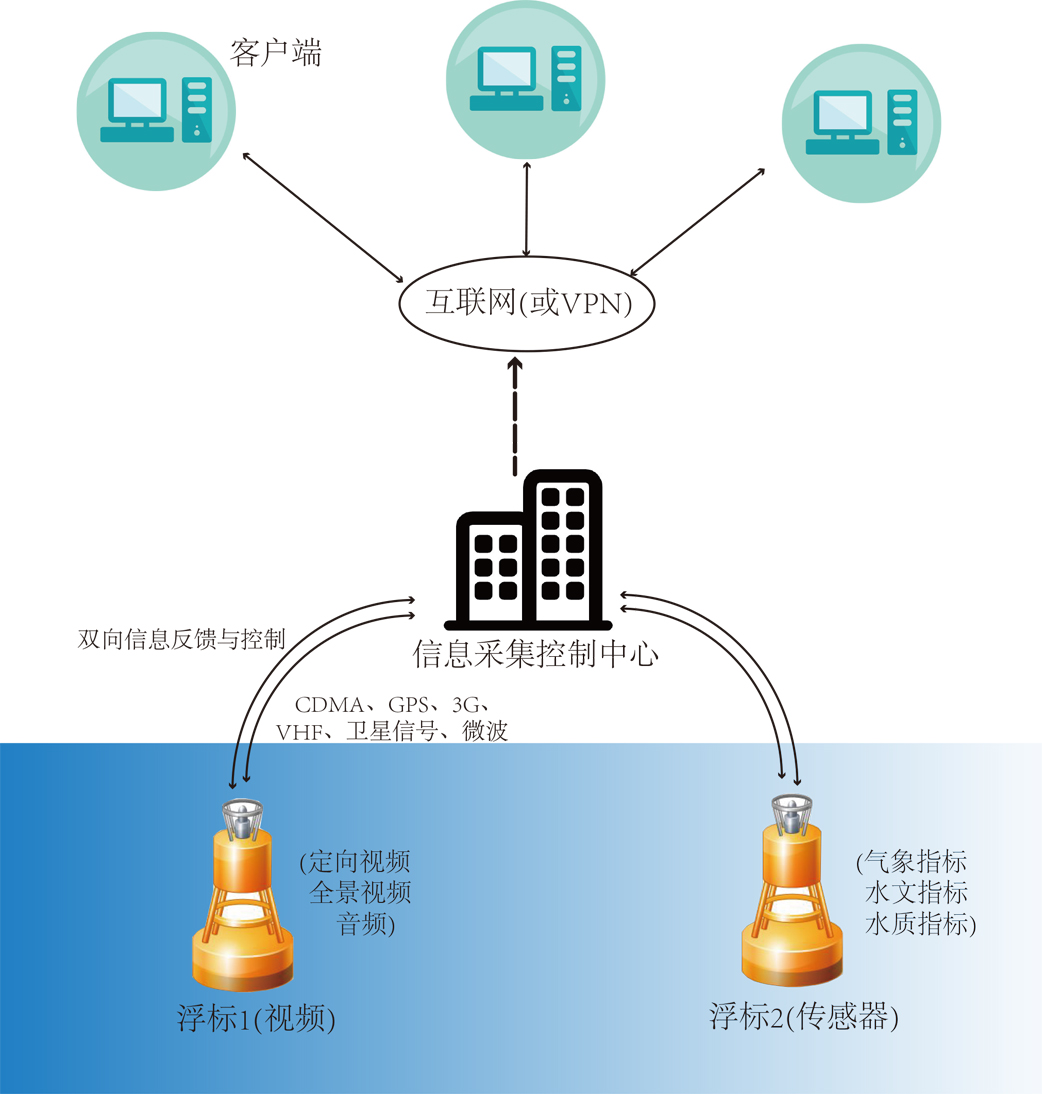 客户端
互联网(或VPN)
信息采集控制中心
双向信息反馈与控制
CDMA、GPS、3G、
VHF、卫星信号、微波
(定向视频
全景视频
音频)
浮标1(视频)
(气象指标
水文指标
水质指标)
浮标2(传感器)